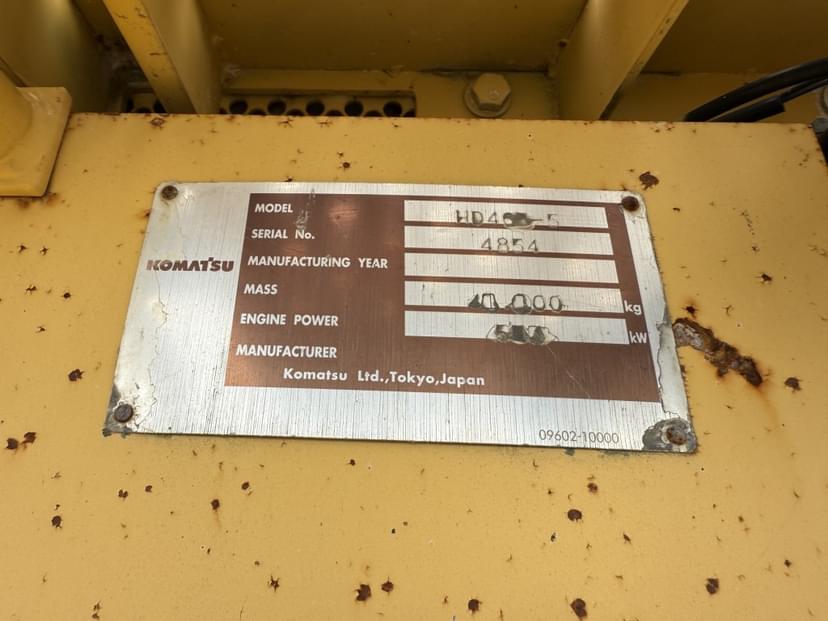 MODEL
SERIAL No. 4854
KOMATSU
MANUFACTURING YEAR
MASS kg
ENGINE POWER kW
MANUFACTURER
Komatsu Ltd.,Tokyo,Japan
09602-10000